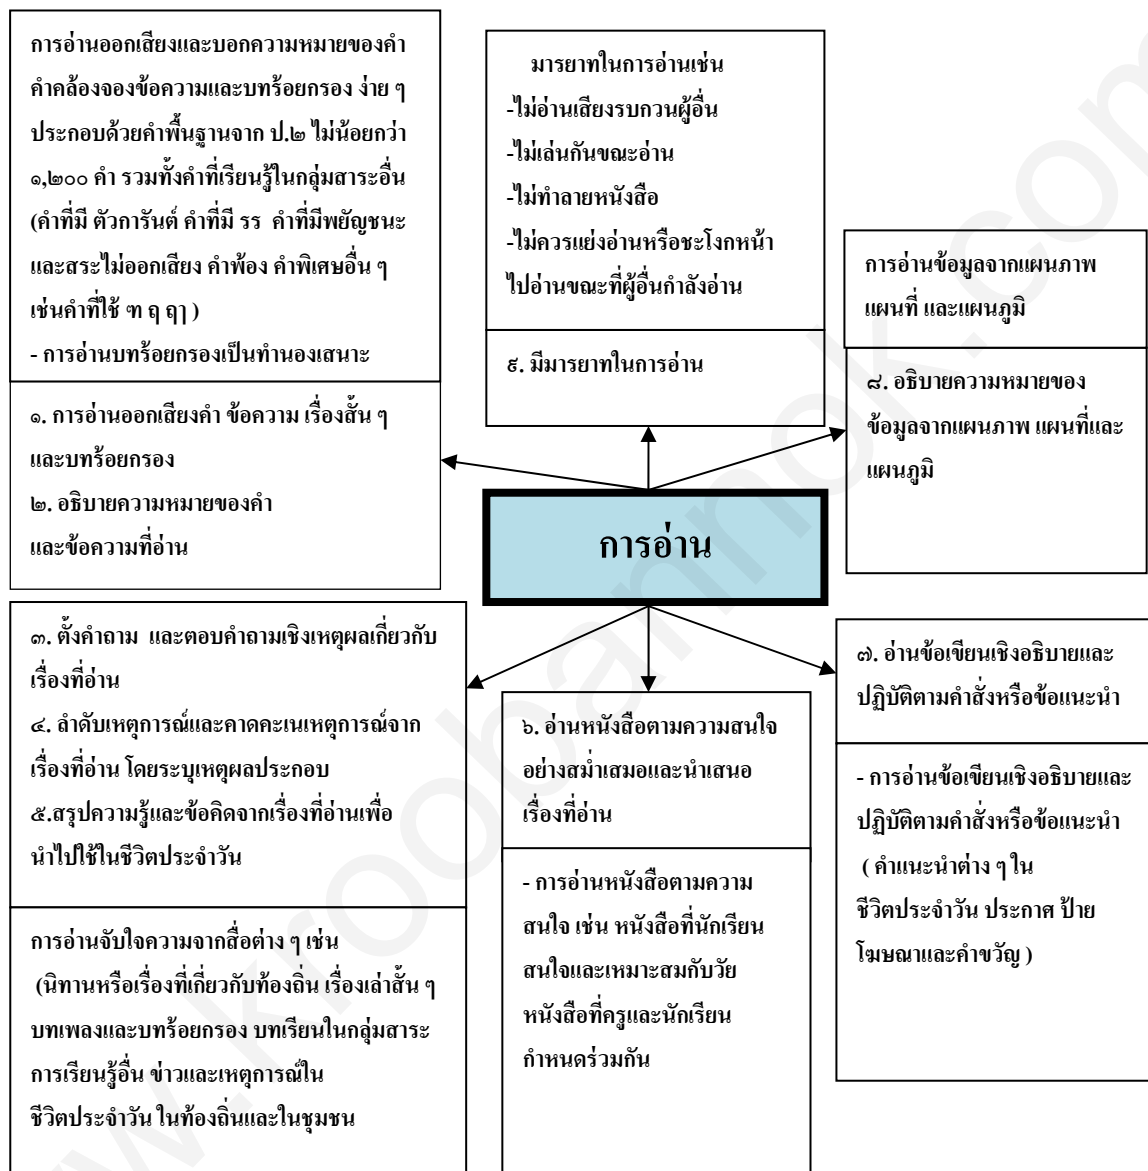 การอ่านออกเสียงและบอกความหมายของคำ
คำคล้องจองข้อความและบทร้อยกรอง ง่าย ๆ
ประกอบด้วยคำพื้นฐานจาก ป.๒ ไม่น้อยกว่า
๑,๒๐๐ คำ รวมทั้งคำที่เรียนรู้ในกลุ่มสาระอื่น
(คำที่มี ตัวการันต์ คำที่มี รร คำที่มีพยัญชนะ
และสระไม่ออกเสียง คำพ้อง คำพิเศษอื่น ๆ
เช่นคำที่ใช้ ฑ ฤ ฤๅ )
- การอ่านบทร้อยกรองเป็นทำนองเสนาะ
๑. การอ่านออกเสียงคำ ข้อความ เรื่องสั้น ๆ
และบทร้อยกรอง
๒. อธิบายความหมายของคำ
และข้อความที่อ่าน
มารยาทในการอ่านเช่น
-ไม่อ่านเสียงรบกวนผู้อื่น
-ไม่เล่นกันขณะอ่าน
-ไม่ทำลายหนังสือ
-ไม่ควรแย่งอ่านหรือชะโงกหน้า
ไปอ่านขณะที่ผู้อื่นกำลังอ่าน
๙. มีมารยาทในการอ่าน
การอ่านข้อมูลจากแผนภาพ
แผนที่ และแผนภูมิ
๘. อธิบายความหมายของ
ข้อมูลจากแผนภาพ แผนที่และ
แผนภูมิ
การอ่าน
๓. ตั้งคำถาม และตอบคำถามเชิงเหตุผลเกี่ยวกับ
เรื่องที่อ่าน
๔. ลำดับเหตุการณ์และคาดคะเนเหตุการณ์จาก
เรื่องที่อ่าน โดยระบุเหตุผลประกอบ
๕.สรุปความรู้และข้อคิดจากเรื่องที่อ่านเพื่อ
นำไปใช้ในชีวิตประจำวัน
การอ่านจับใจความจากสื่อต่าง ๆ เช่น
(นิทานหรือเรื่องที่เกี่ยวกับท้องถิ่น เรื่องเล่าสั้น ๆ
บทเพลงและบทร้อยกรอง บทเรียนในกลุ่มสาระ
การเรียนรู้อื่น ข่าวและเหตุการณ์ใน
ชีวิตประจำวัน ในท้องถิ่นและในชุมชน
๖. อ่านหนังสือตามความสนใจ
อย่างสม่ำเสมอและนำเสนอ
เรื่องที่อ่าน
- การอ่านหนังสือตามความ
สนใจ เช่น หนังสือที่นักเรียน
สนใจและเหมาะสมกับวัย
หนังสือที่ครูและนักเรียน
กำหนดร่วมกัน
๗. อ่านข้อเขียนเชิงอธิบายและ
ปฏิบัติตามคำสั่งหรือข้อแนะนำ
- การอ่านข้อเขียนเชิงอธิบายและ
ปฏิบัติตามคำสั่งหรือข้อแนะนำ
( คำแนะนำต่าง ๆ ใน
ชีวิตประจำวัน ประกาศ ป้าย
โฆษณาและคำขวัญ )
www.kroobannok.com